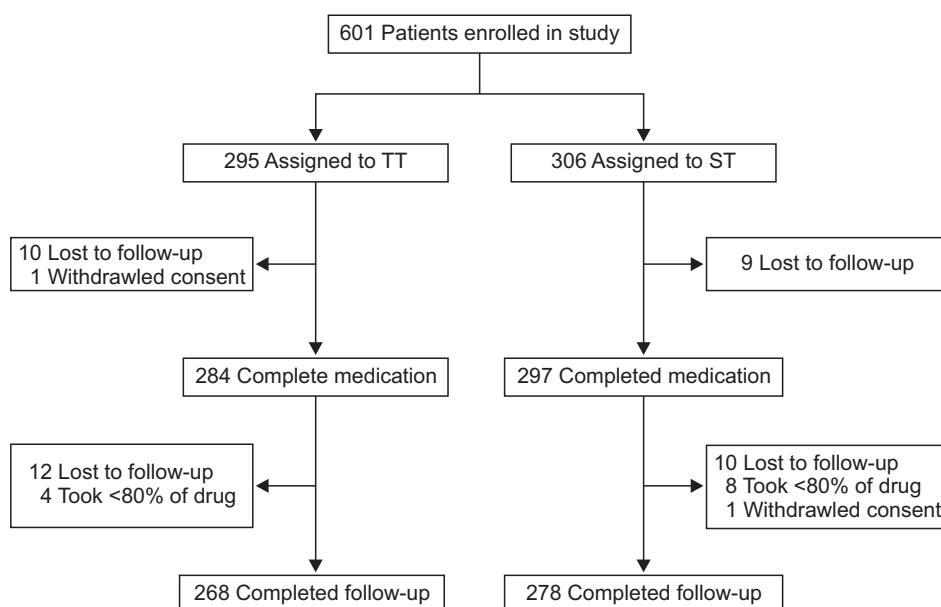 601 Patients enrolled in study
295 Assigned to TT
306 Assigned to ST
10 Lost to follow-up
1 Withdrawled consent
9 Lost to follow-up
284 Complete medication
297 Completed medication
12 Lost to follow-up
4 Took <80% of drug
10 Lost to follow-up
8 Took <80% of drug
1 Withdrawled consent
268 Completed follow-up
278 Completed follow-up